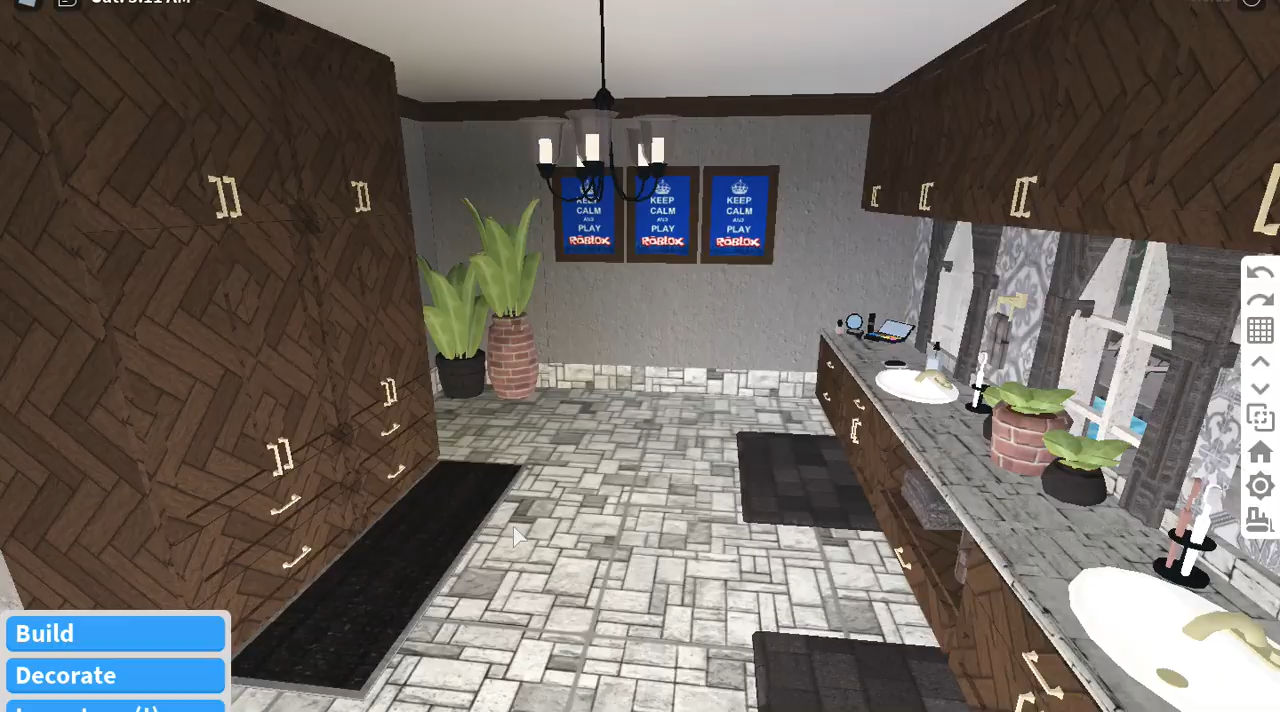 KEEP
CALM
AND
PLAY
ROBLOX
KEEP
CALM
AND
PLAY
ROBLOX
KEEP
CALM
AND
PLAY
ROBLOX
Build
Decorate